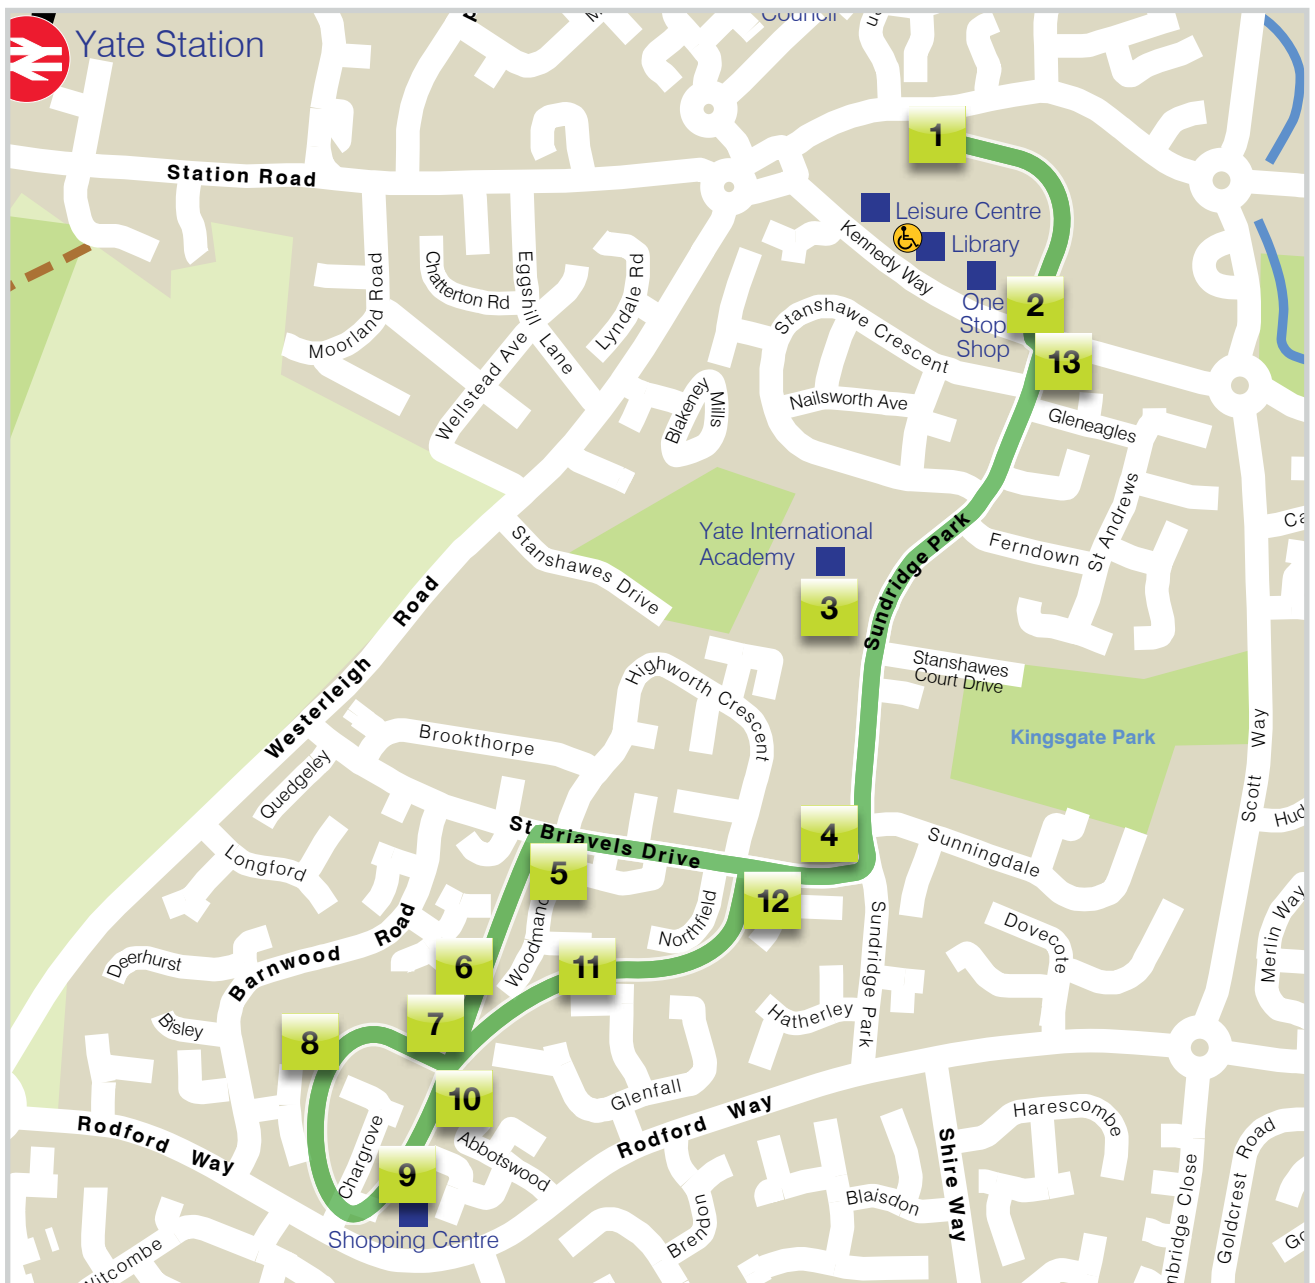 Yate Station
Council
Station Road
1
Leisure Centre
Library
Kennedy Way
One
Stop
Shop
2
13
Chatterton Rd
Eggshill Lane
Lyndale Rd
Moorland Road
Wellstead Ave
Stanshawe Crescent
Nailsworth Ave
Blakeney
Mills
Gleneagles
St Andrews
Ferndown
Sundridge Park
Yate International
Academy
3
Stanshawes Drive
Westerleigh Road
Stanshawes
Court Drive
Kingsgate Park
Highworth Crescent
Brookthorpe
Quedgeley
Scott Way
Longford
St Briavels Drive
4
Sunningdale
5
12
Northfield
Barnwood Road
Deerhurst
6
11
Sundridge Park
Dovecote
Merlin Way
Hatherley
Bisley
7
8
Glenfall
10
Rodford Way
Rodford Way
Chargrove
Abbotswood
9
Shopping Centre
Shire Way
Harescombe
Blaisdon
Goldcrest Road
mbridge Close